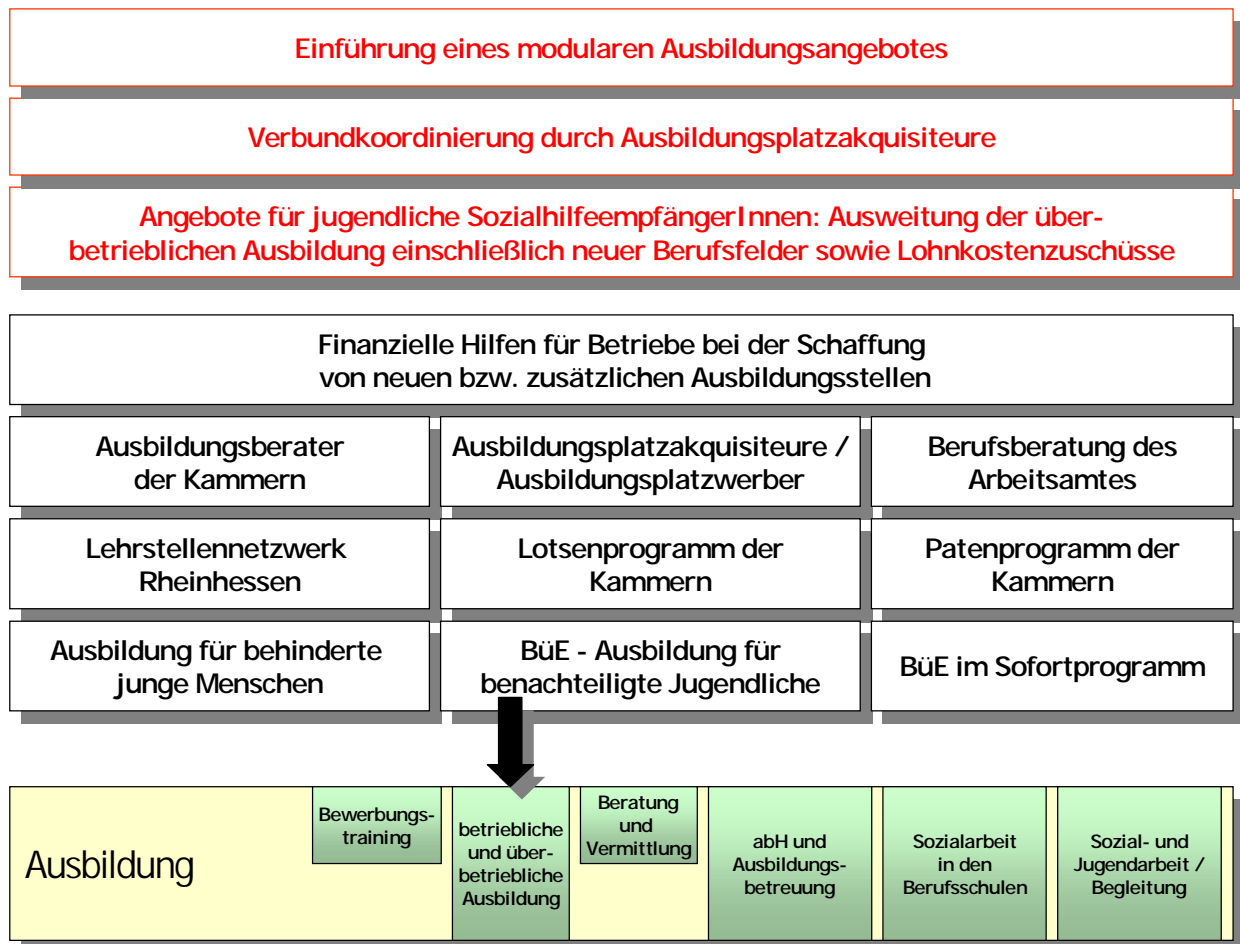 Einführung eines modularen Ausbildungsangebotes
Verbundkoordinierung durch Ausbildungsplatzakquisiteure
Angebote für jugendliche SozialhilfeempfängerInnen: Ausweitung der über-
betrieblichen Ausbildung einschließlich neuer Berufsfelder sowie Lohnkostenzuschüsse
Finanzielle Hilfen für Betriebe bei der Schaffung
von neuen bzw. zusätzlichen Ausbildungsstellen
Ausbildungsberater
der Kammern
Ausbildungsplatzakquisiteure /
Ausbildungsplatzwerber
Berufsberatung des
Arbeitsamtes
Lehrstellennetzwerk
Rheinhessen
Lotsenprogramm der
Kammern
Patenprogramm der
Kammern
Ausbildung für behinderte
junge Menschen
BüE - Ausbildung für
benachteiligte Jugendliche
BüE im Sofortprogramm
Ausbildung
Bewerbungs-
training
betriebliche
und über-
betriebliche
Ausbildung
Beratung
und
Vermittlung
abH und
Ausbildungs-
betreuung
Sozialarbeit
in den
Berufsschulen
Sozial- und
Jugendarbeit /
Begleitung